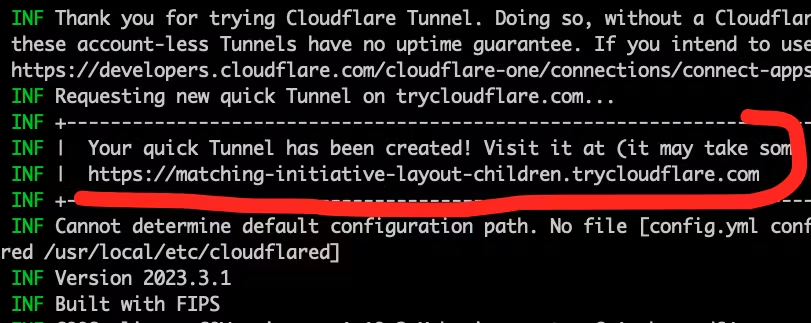 INF Thank you for trying Cloudflare Tunnel. Doing so, without a
these account-less Tunnels have no uptime guarantee. If you intend to use
https://developers.cloudflare.com/cloudflare-one/connections/connect-apps
INF Requesting new quick Tunnel on trycloudflare.com...
INF +--------------------------------------------------------------------
INF | Your quick Tunnel has been created! Visit it at (it may take som
INF | https://matching-initiative-layout-children.trycloudflare.com
INF +--------------------------------------------------------------------
INF Cannot determine default configuration path. No file [config.yml conf
red /usr/local/etc/cloudflared]
INF Version 2023.3.1
INF Built with FIPS
INF